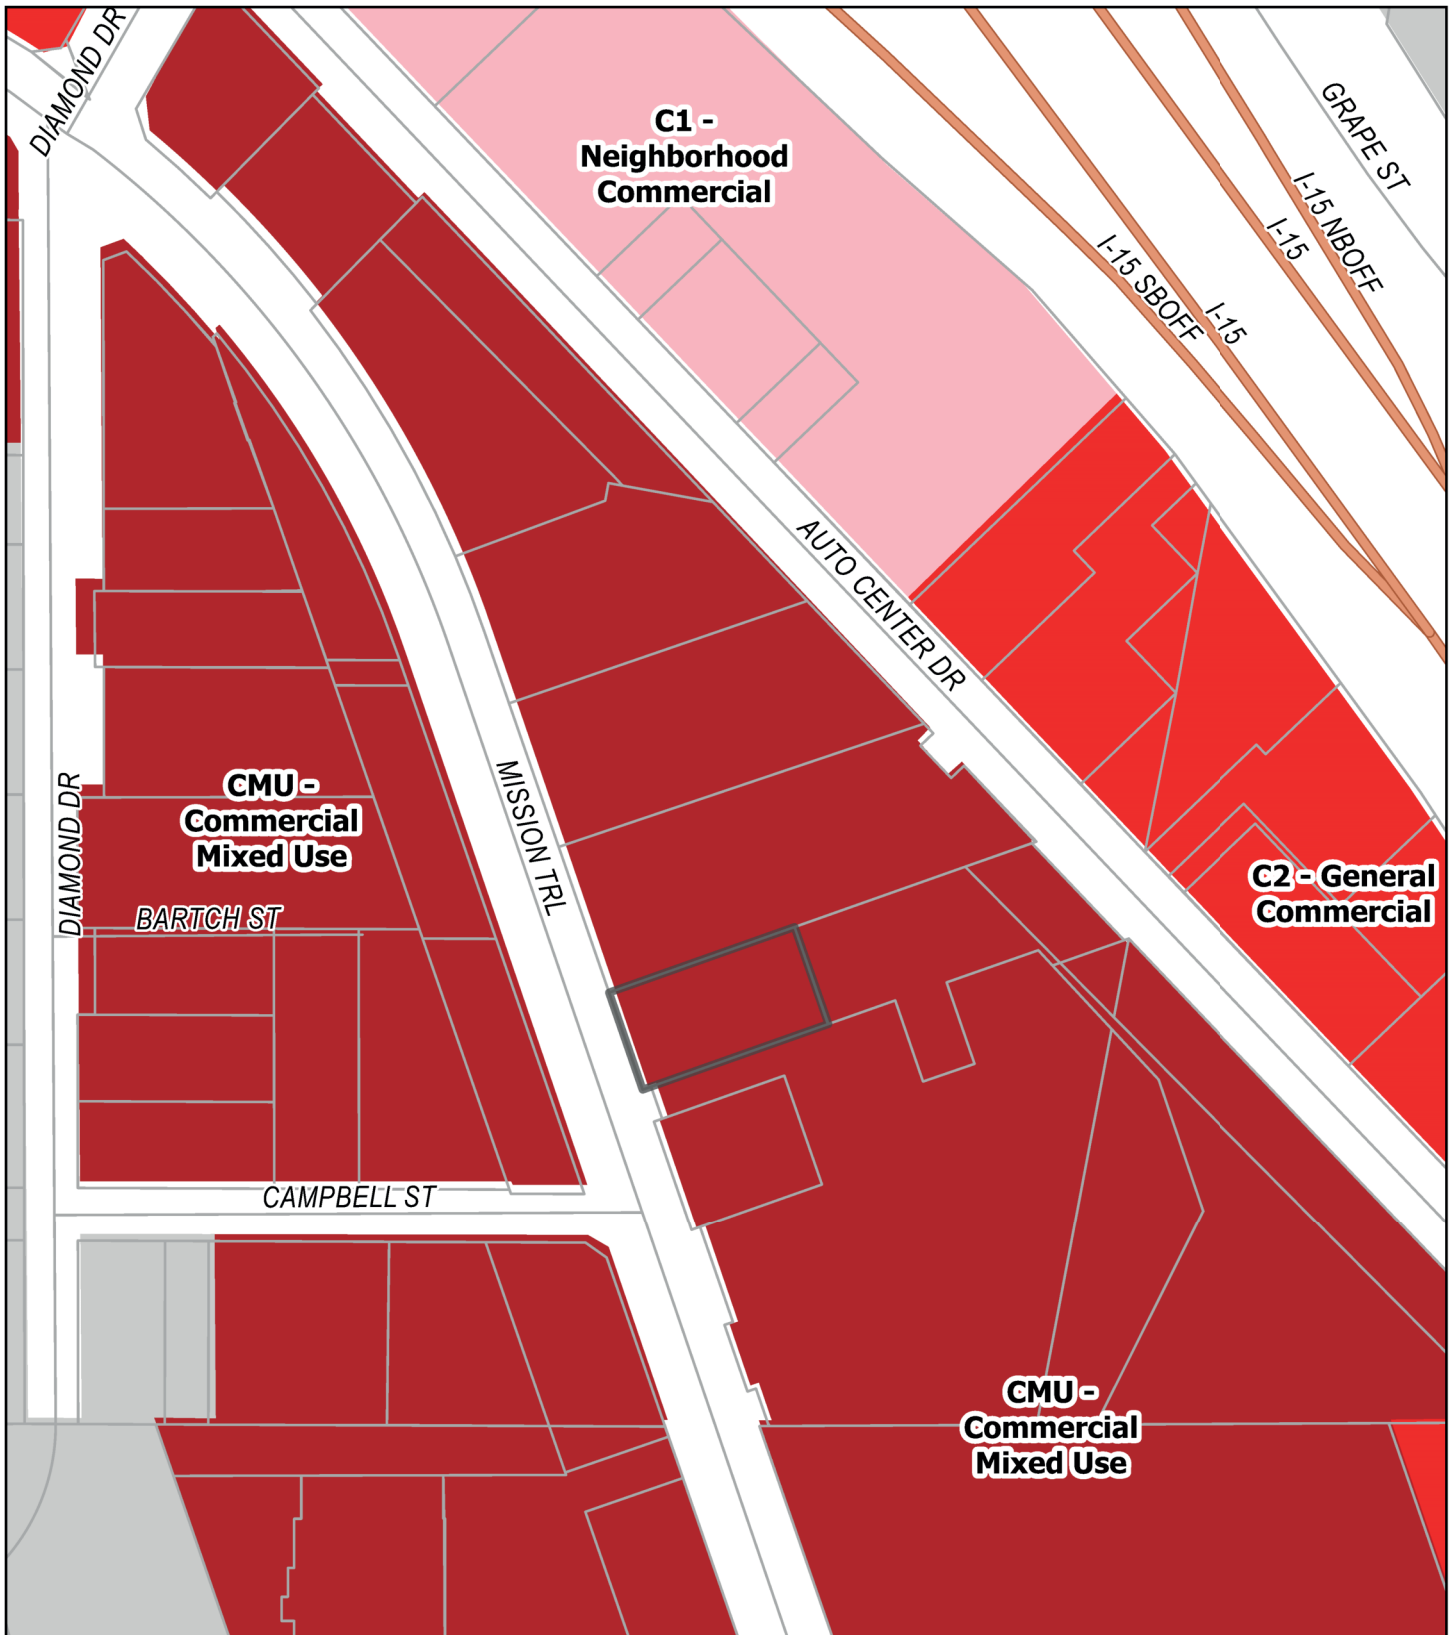 DIAMOND DR
GRAPE ST
C1 -
Neighborhood
Commercial
I-15 NBOFF
I-15
I-15 SBOFF
I-15
AUTO CENTER DR
MISSION TRL
DIAMOND DR
CMU -
Commercial
Mixed Use
C2 - General
Commercial
BARTCH ST
CAMPBELL ST
CMU -
Commercial
Mixed Use